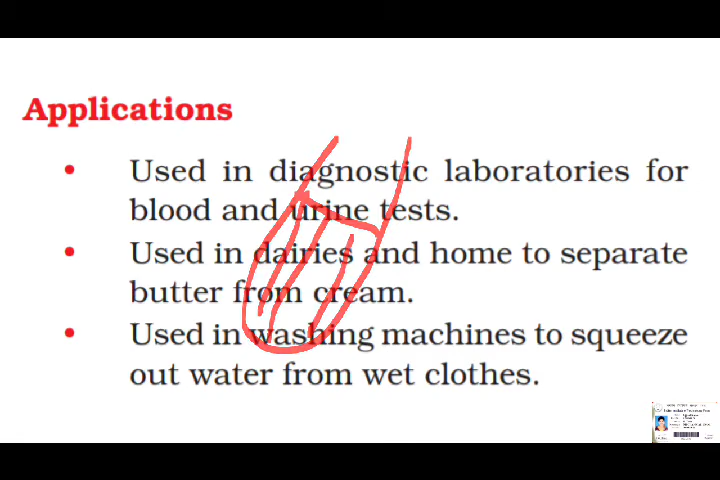 Applications
• Used in diagnostic laboratories for
blood and urine tests.
• Used in dairies and home to separate
butter from cream.
• Used in washing machines to squeeze
out water from wet clothes.